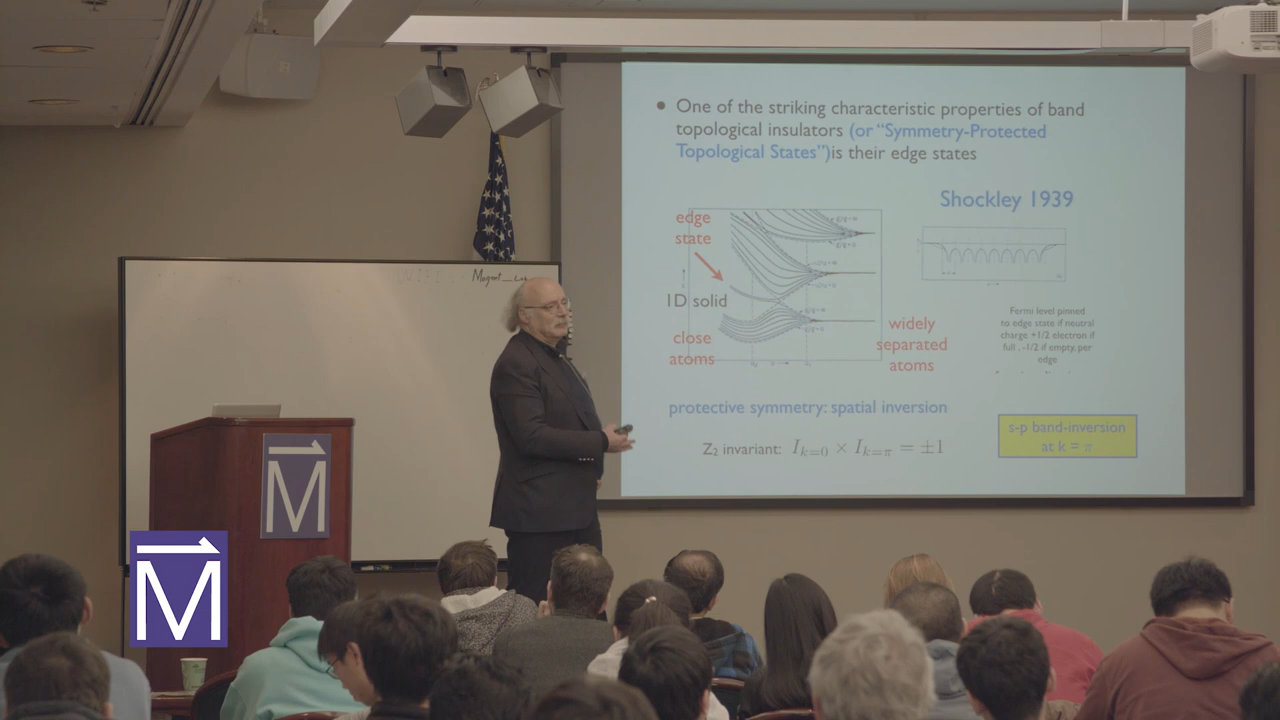 One of the striking characteristic properties of band
topological insulators (or “Symmetry-Protected
Topological States”)is their edge states
Shockley 1939
edge
state
1D solid
close
atoms
widely
separated
atoms
Fermi level pinned
to edge state if neutral
charge +1/2 electron if
full , -1/2 if empty, per
edge
protective symmetry: spatial inversion
s-p band-inversion
at k = π
Z₂ invariant: I_{k=0} × I_{k=π} = ±1
M
M